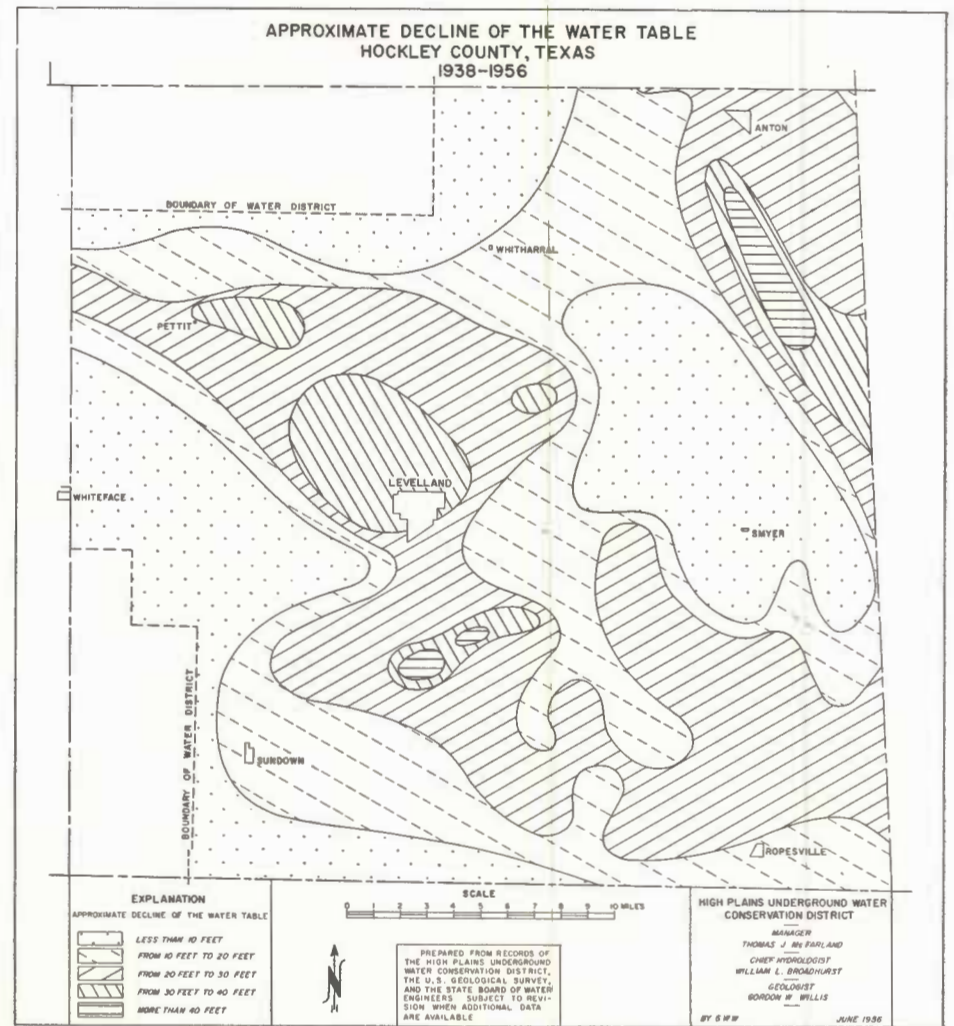 APPROXIMATE DECLINE OF THE WATER TABLE
HOCKLEY COUNTY, TEXAS
1938-1956
ANTON
BOUNDARY OF WATER DISTRICT
WHITHARRAL
PETTIT
LEVELLAND
WHITEFACE
SMYER
BOUNDARY OF WATER DISTRICT
SUNDOWN
ROPESVILLE
EXPLANATION
APPROXIMATE DECLINE OF THE WATER TABLE
LESS THAN 10 FEET
FROM 10 FEET TO 20 FEET
FROM 20 FEET TO 30 FEET
FROM 30 FEET TO 40 FEET
MORE THAN 40 FEET
SCALE
0 1 2 3 4 5 6 7 8 9 10 MILES
N
PREPARED FROM RECORDS OF
THE HIGH PLAINS UNDERGROUND
WATER CONSERVATION DISTRICT,
THE U.S. GEOLOGICAL SURVEY,
AND THE STATE BOARD OF WATER
ENGINEERS SUBJECT TO REVI-
SION WHEN ADDITIONAL DATA
ARE AVAILABLE
HIGH PLAINS UNDERGROUND WATER
CONSERVATION DISTRICT
MANAGER
THOMAS J McFARLAND
CHIEF HYDROLOGIST
WILLIAM L. BROADHURST
GEOLOGIST
GORDON W WILLIS
BY G W W
JUNE 1956